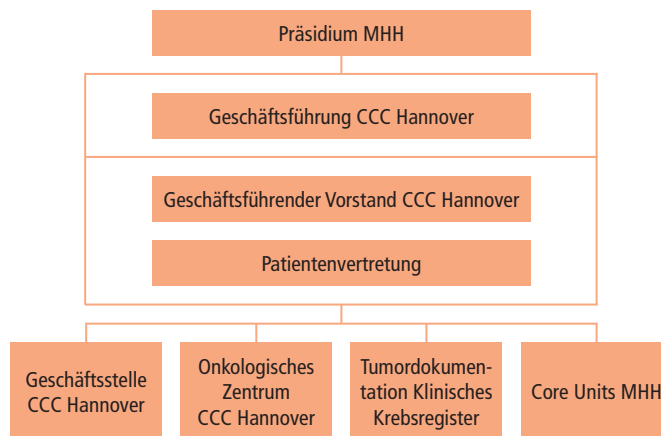 Präsidium MHH
Geschäftsführung CCC Hannover
Geschäftsführender Vorstand CCC Hannover
Patientenvertretung
Geschäftsstelle
CCC Hannover
Onkologisches
Zentrum
CCC Hannover
Tumordokumen-
tation Klinisches
Krebsregister
Core Units MHH